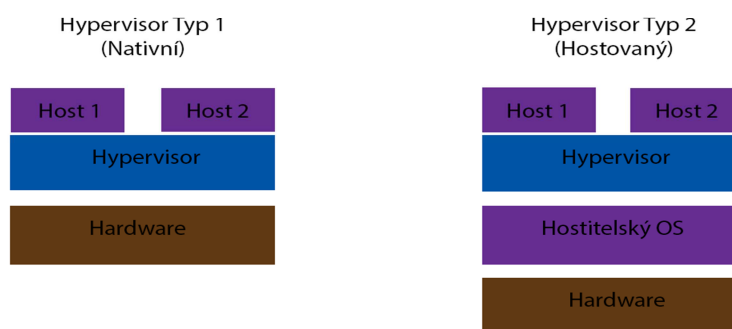 Hypervisor Typ 1
(Nativní)
Host 1
Host 2
Hypervisor
Hardware
Hypervisor Typ 2
(Hostovaný)
Host 1
Host 2
Hypervisor
Hostitelský OS
Hardware